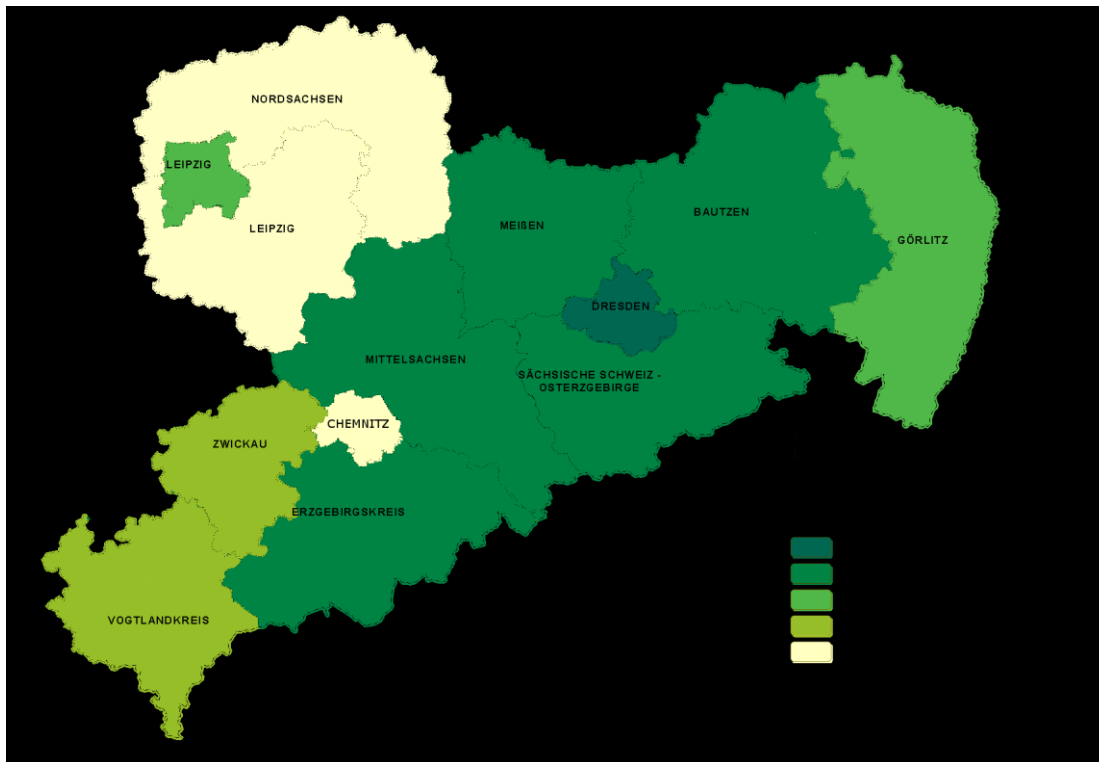 NORDSACHSEN
LEIPZIG
LEIPZIG
MEIßEN
BAUTZEN
GÖRLITZ
DRESDEN
MITTELSACHSEN
SÄCHSISCHE SCHWEIZ -
OSTERZGEBIRGE
CHEMNITZ
ZWICKAU
ERZGEBIRGSKREIS
VOGTLANDKREIS